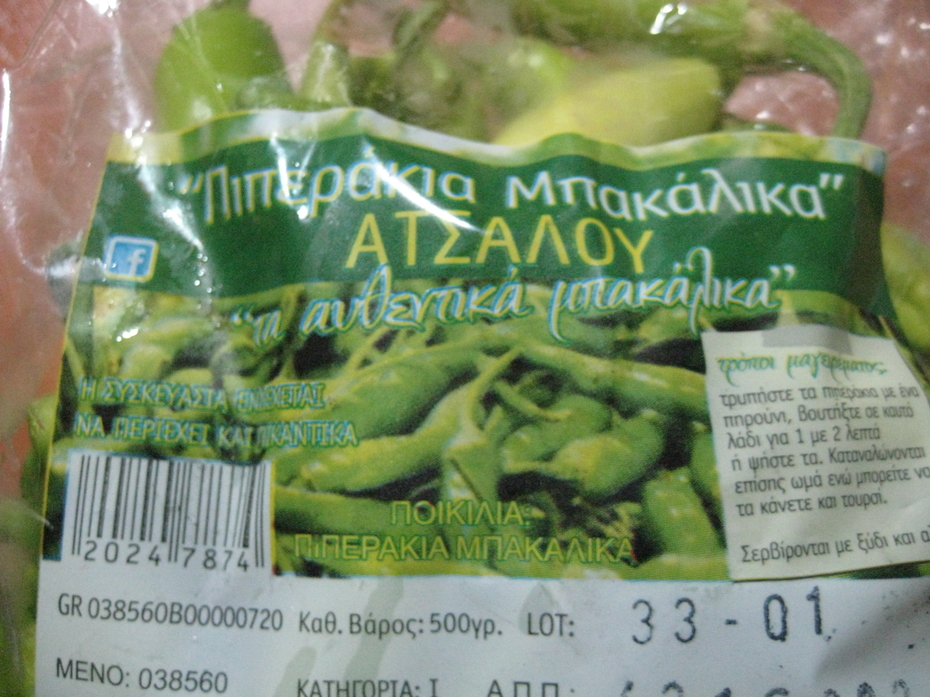 "Πιπεράκια μπακάλικα"
ΑΤΣΑΛΟΥ
"τα αυθεντικά μπακάλικα"
f
Η ΣΥΣΚΕΥΑΣΙΑ ΕΝΔΕΧΕΤΑΙ
ΝΑ ΠΕΡΙΕΧΕΙ ΚΑΙ ΠΙΚΑΝΤΙΚΑ
τρόποι μαγειρέματος:
τρυπήστε τα πιπεράκια με ένα
πηρούνι, βουτήξτε σε καυτό
λάδι για 1 με 2 λεπτά
ή ψήστε τα. Καταναλώνονται
επίσης ωμά ενώ μπορείτε να
τα κάνετε και τουρσί.
Σερβίρονται με ξύδι και
ΠΟΙΚΙΛΙΑ:
ΠΙΠΕΡΑΚΙΑ ΜΠΑΚΑΛΙΚΑ
20247874
GR 038560B00000720 Καθ. Βάρος: 500γρ. LOT: 33-01
ΜΕΝΟ: 038560 ΚΑΤΗΓΟΡΙΑ: Ι Α.Π.Π.: